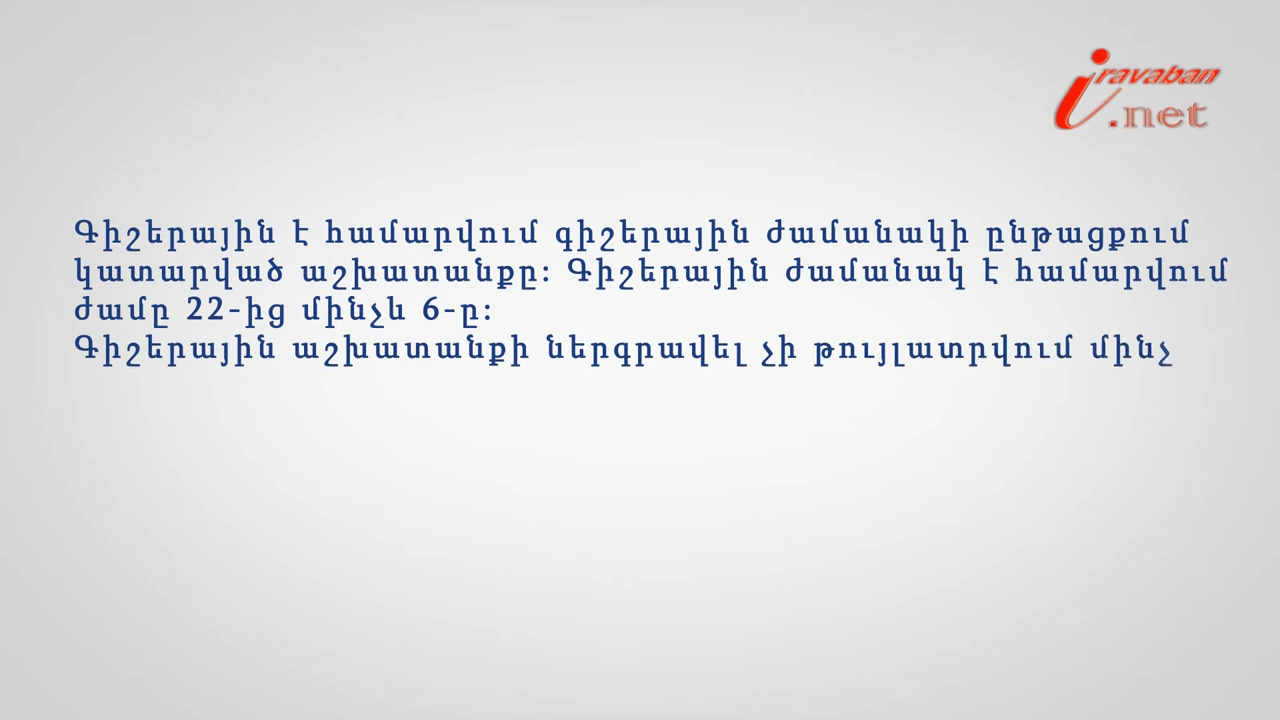 iravaban
.net
Գիշերային է համարվում գիշերային ժամանակի ընթացքում
կատարված աշխատանքը: Գիշերային ժամանակ է համարվում
ժամը 22-ից մինչև 6-ը:
Գիշերային աշխատանքի ներգրավել չի թույլատրվում մինչ